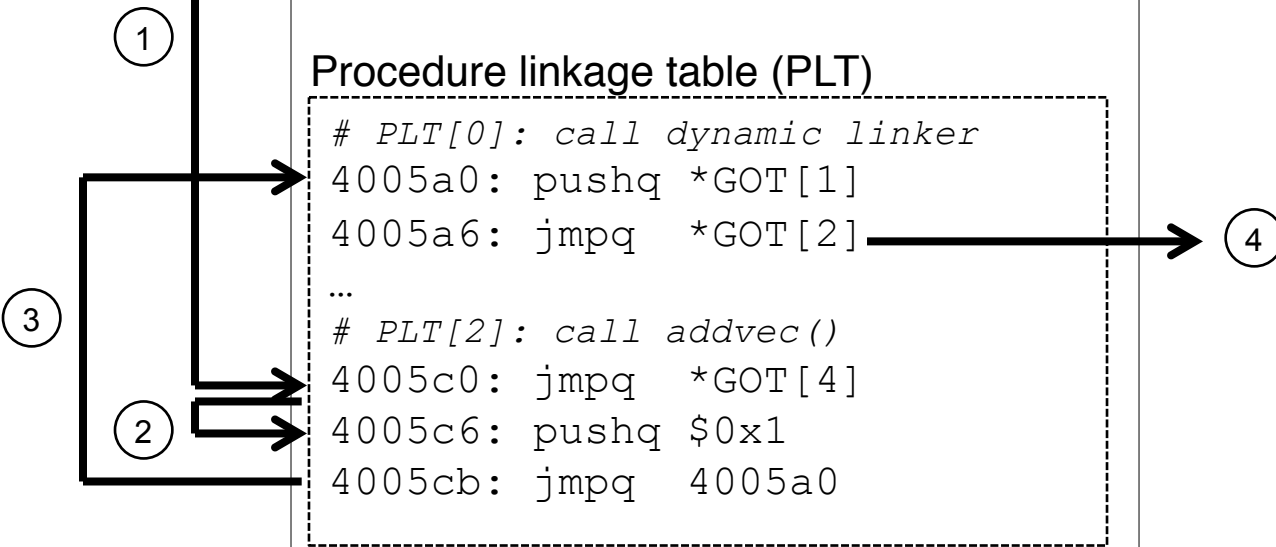 1
Procedure linkage table (PLT)
# PLT[0]: call dynamic linker
4005a0: pushq *GOT[1]
4005a6: jmpq  *GOT[2]
4
…
3
# PLT[2]: call addvec()
4005c0: jmpq  *GOT[4]
2
4005c6: pushq $0x1
4005cb: jmpq  4005a0